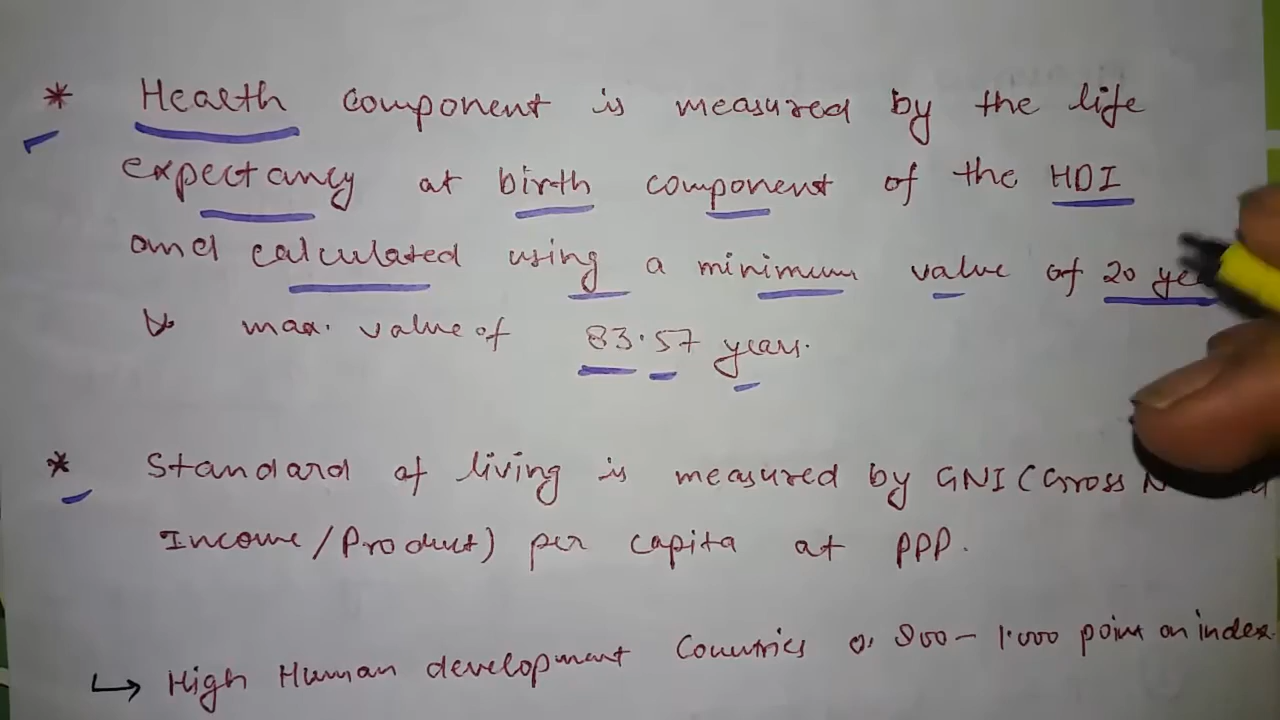 * Health component is measured by the life
expectancy at birth component of the HDI
and calculated using a minimum value of 20
max. value of 83.57 years.
* Standard of living is measured by GNI (Gross
Income/Product) per capita at PPP.
↳ High Human development Countries 0.800 - 1.000 point on index